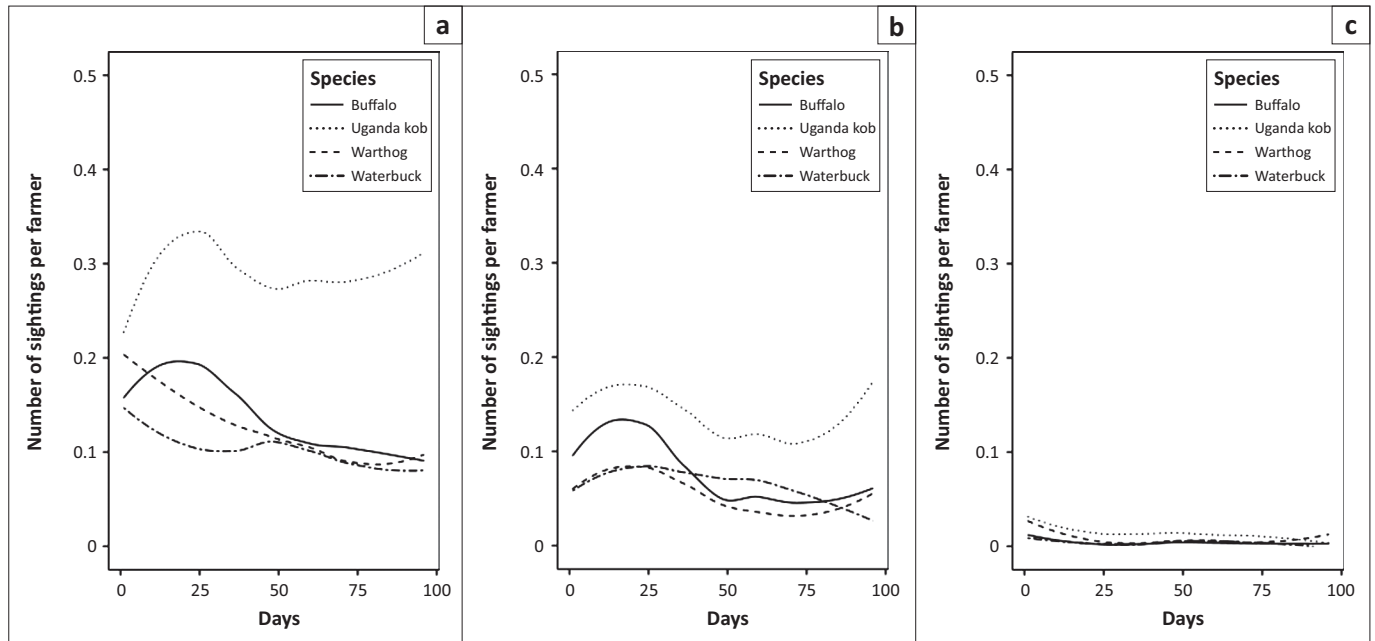 a
Number of sightings per farmer
0.5
0.4
0.3
0.2
0.1
0
Species
Buffalo
Uganda kob
Warthog
Waterbuck
0 25 50 75 100
Days
b
Number of sightings per farmer
0.5
0.4
0.3
0.2
0.1
0
Species
Buffalo
Uganda kob
Warthog
Waterbuck
0 25 50 75 100
Days
c
Number of sightings per farmer
0.5
0.4
0.3
0.2
0.1
0
Species
Buffalo
Uganda kob
Warthog
Waterbuck
0 25 50 75 100
Days